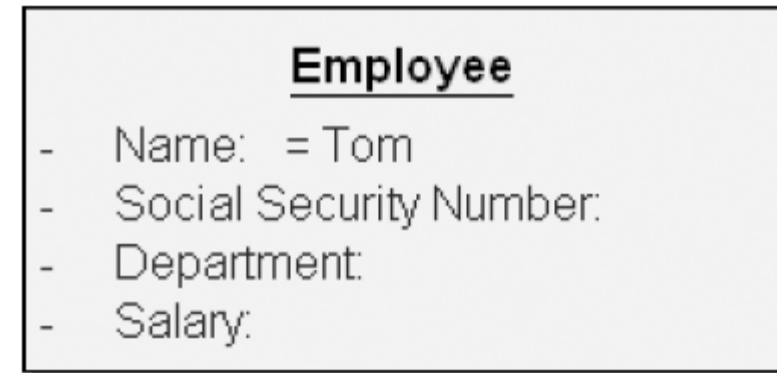 Employee
- Name: = Tom
- Social Security Number:
- Department:
- Salary: